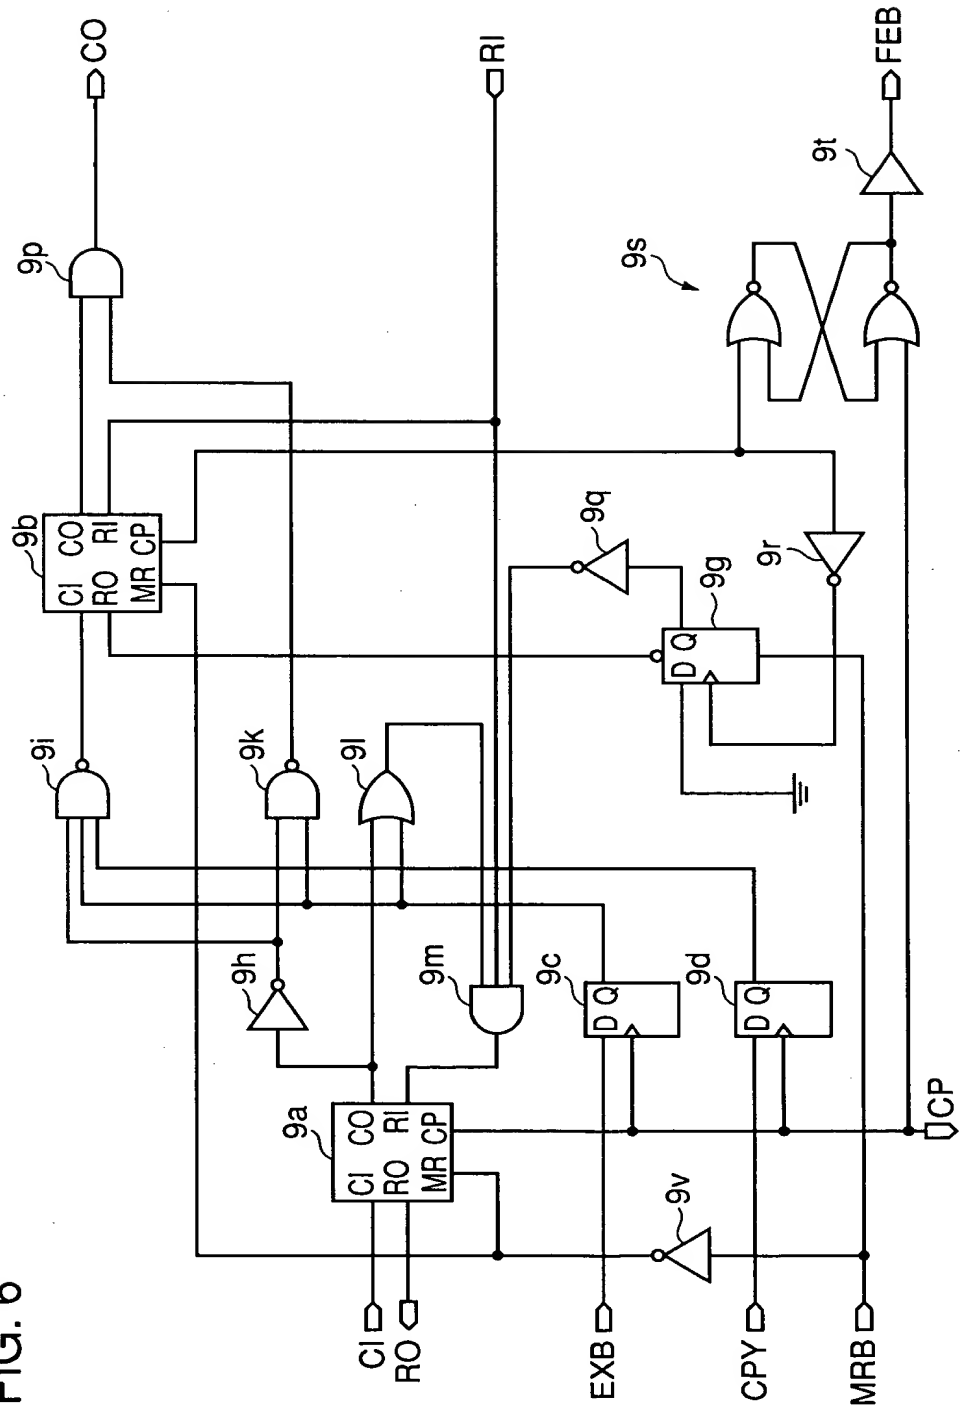 FIG. 6
CO
9p
RI
FEB
9t
9s
9b
CI CO
RO RI
MR CP
9q
9r
9g
D Q
9i
9k
9l
9h
9m
9c
D Q
9d
D Q
9a
CI CO
RO RI
MR CP
CP
9v
CI
RO
EXB
CPY
MRB